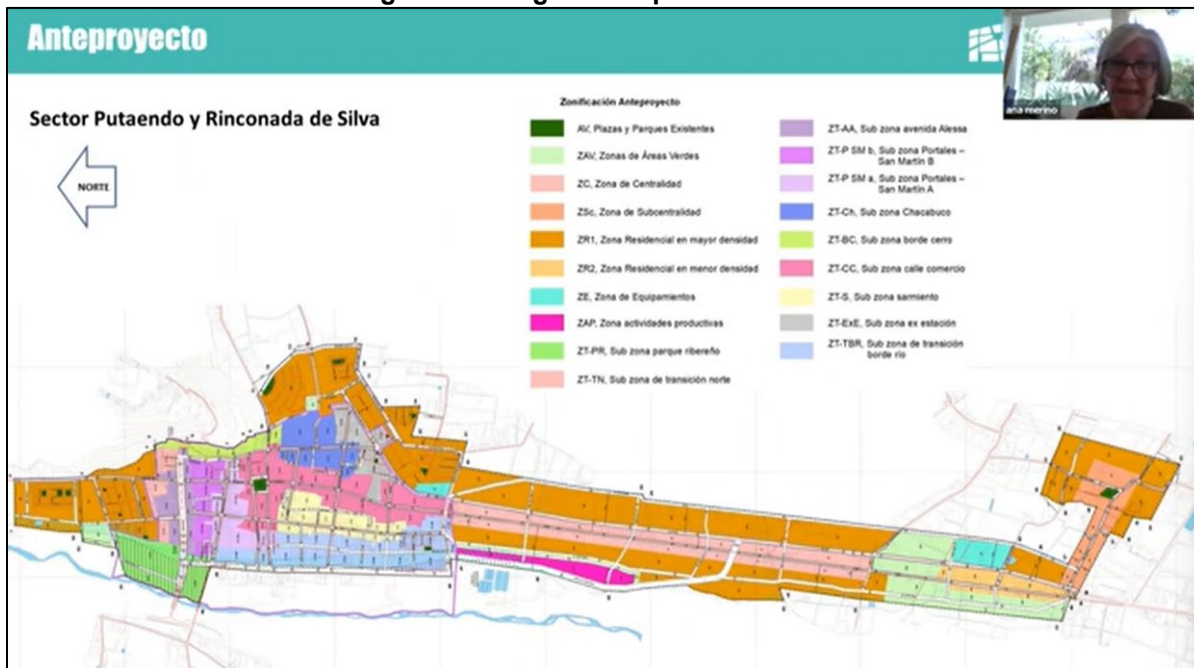 Anteproyecto
ana merino
Sector Putaendo y Rinconada de Silva
NORTE
Zonificación Anteproyecto
AV, Plazas y Parques Existentes
ZAV, Zonas de Áreas Verdes
ZC, Zona de Centralidad
ZSc, Zona de Subcentralidad
ZR1, Zona Residencial en mayor densidad
ZR2, Zona Residencial en menor densidad
ZE, Zona de Equipamientos
ZAP, Zona actividades productivas
ZT-PR, Sub zona parque ribereño
ZT-TN, Sub zona de transición norte
ZT-AA, Sub zona avenida Alessa
ZT-P SM b, Sub zona Portales –
San Martín B
ZT-P SM a, Sub zona Portales –
San Martín A
ZT-Ch, Sub zona Chacabuco
ZT-BC, Sub zona borde cerro
ZT-CC, Sub zona calle comercio
ZT-S, Sub zona sarmiento
ZT-ExE, Sub zona ex estación
ZT-TBR, Sub zona de transición
borde río